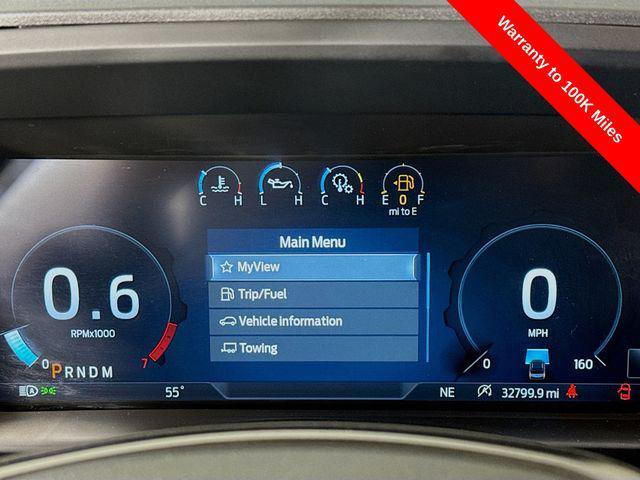 Warranty to 100K Miles
C H
L H
C H
E 0 F
mi to E
Main Menu
MyView
Trip/Fuel
Vehicle information
Towing
0.6
RPMx1000
0 7
PRNDM
0
MPH
0 160
55°
NE
32799.9 mi